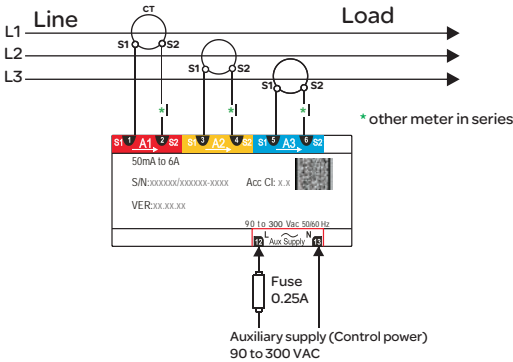 CT
Line
Load
L1
S1 S2
L2
S1 S2
L3
S1 S2
*
*
*
* other meter in series
S1 1 A1 2 S2 S1 3 A2 4 S2 S1 5 A3 6 S2
50mA to 6A
S/N:xxxxxx/xxxxxx-xxxx Acc Cl: x.x
VER:xx.xx.xx
90 to 300 Vac 50/60 Hz
12 L Aux Supply N 13
Fuse
0.25A
Auxiliary supply (Control power)
90 to 300 VAC